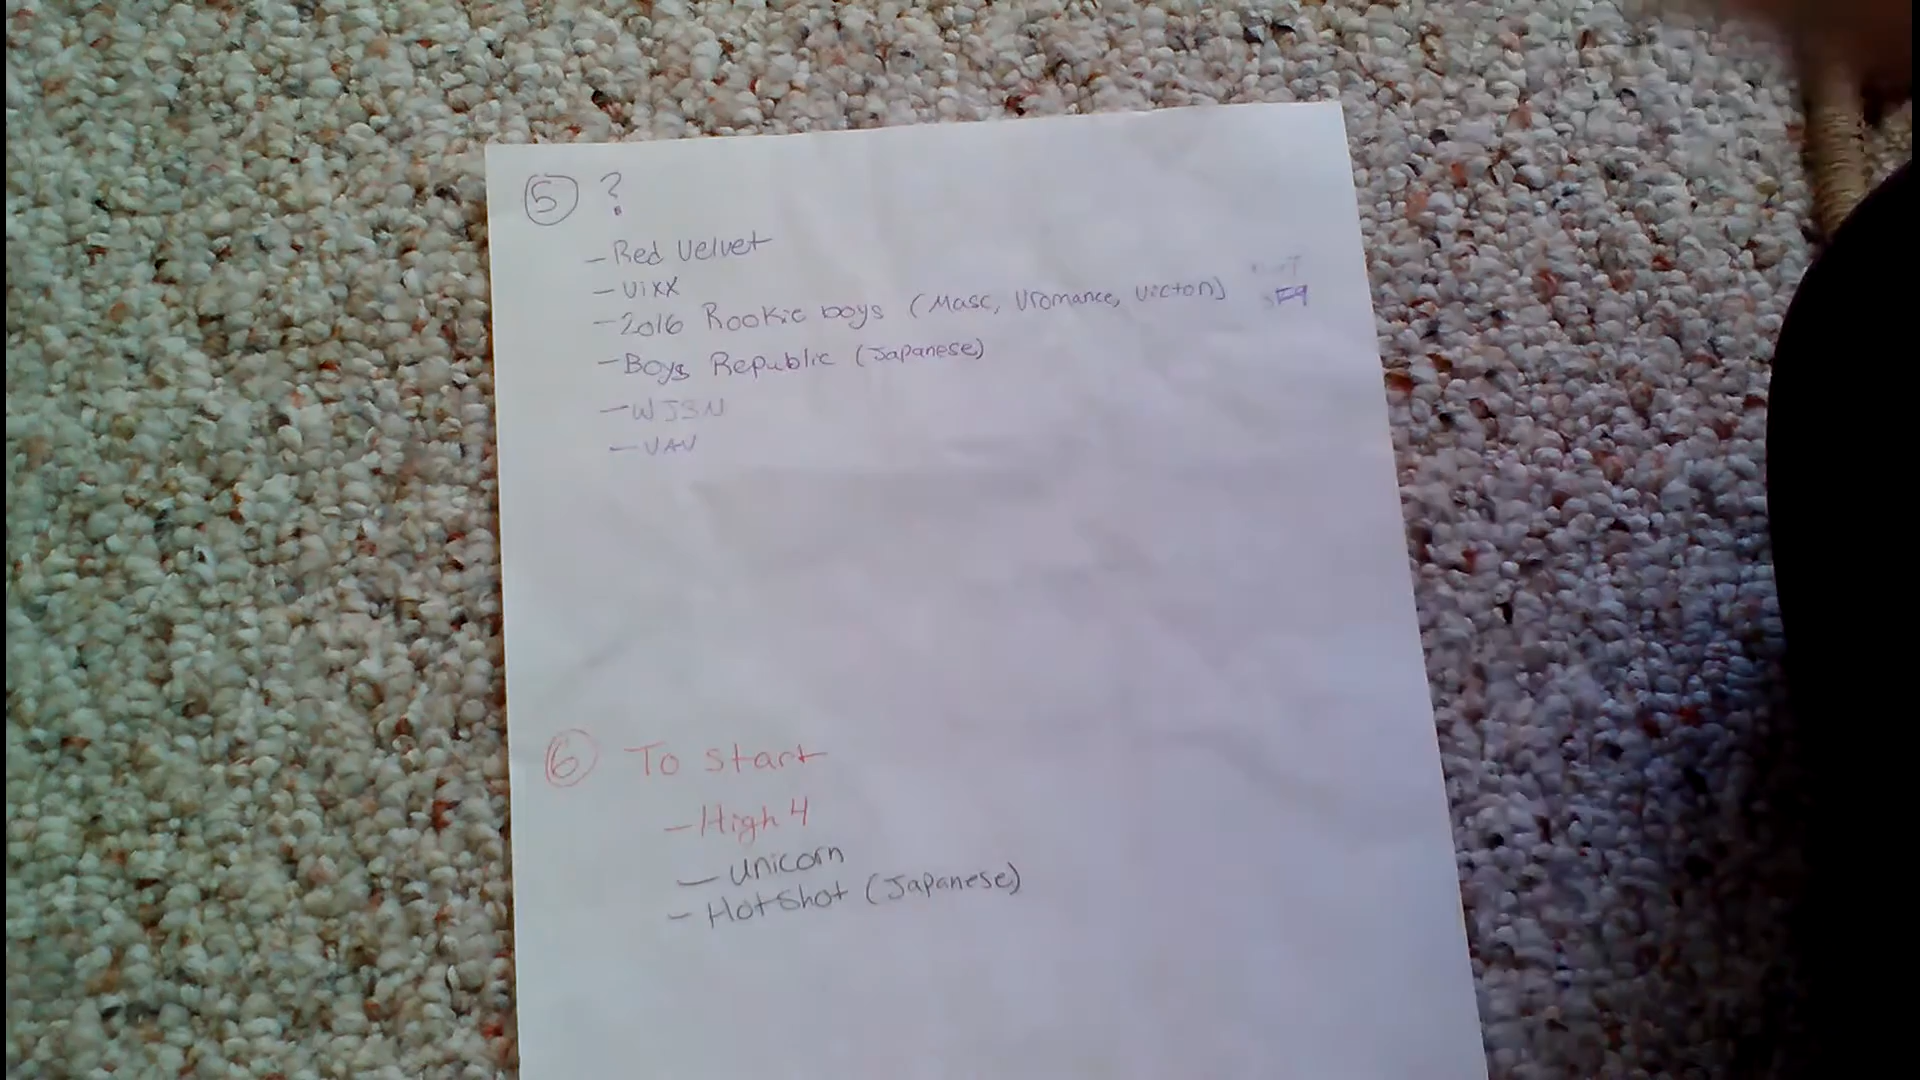 5 ?
- Red Velvet
- Vixx
- 2016 Rookie boys (Masc, Vromance, Victon) SF9
- Boys Republic (Japanese)
- WJSN
- VAV
6 To start
- High 4
- Unicorn
- HotShot (Japanese)